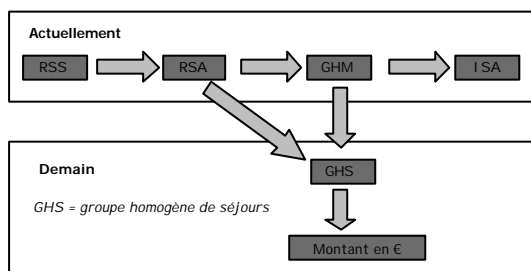 Actuellement
RSS RSA GHM ISA
Demain
GHS
GHS = groupe homogène de séjours
Montant en €